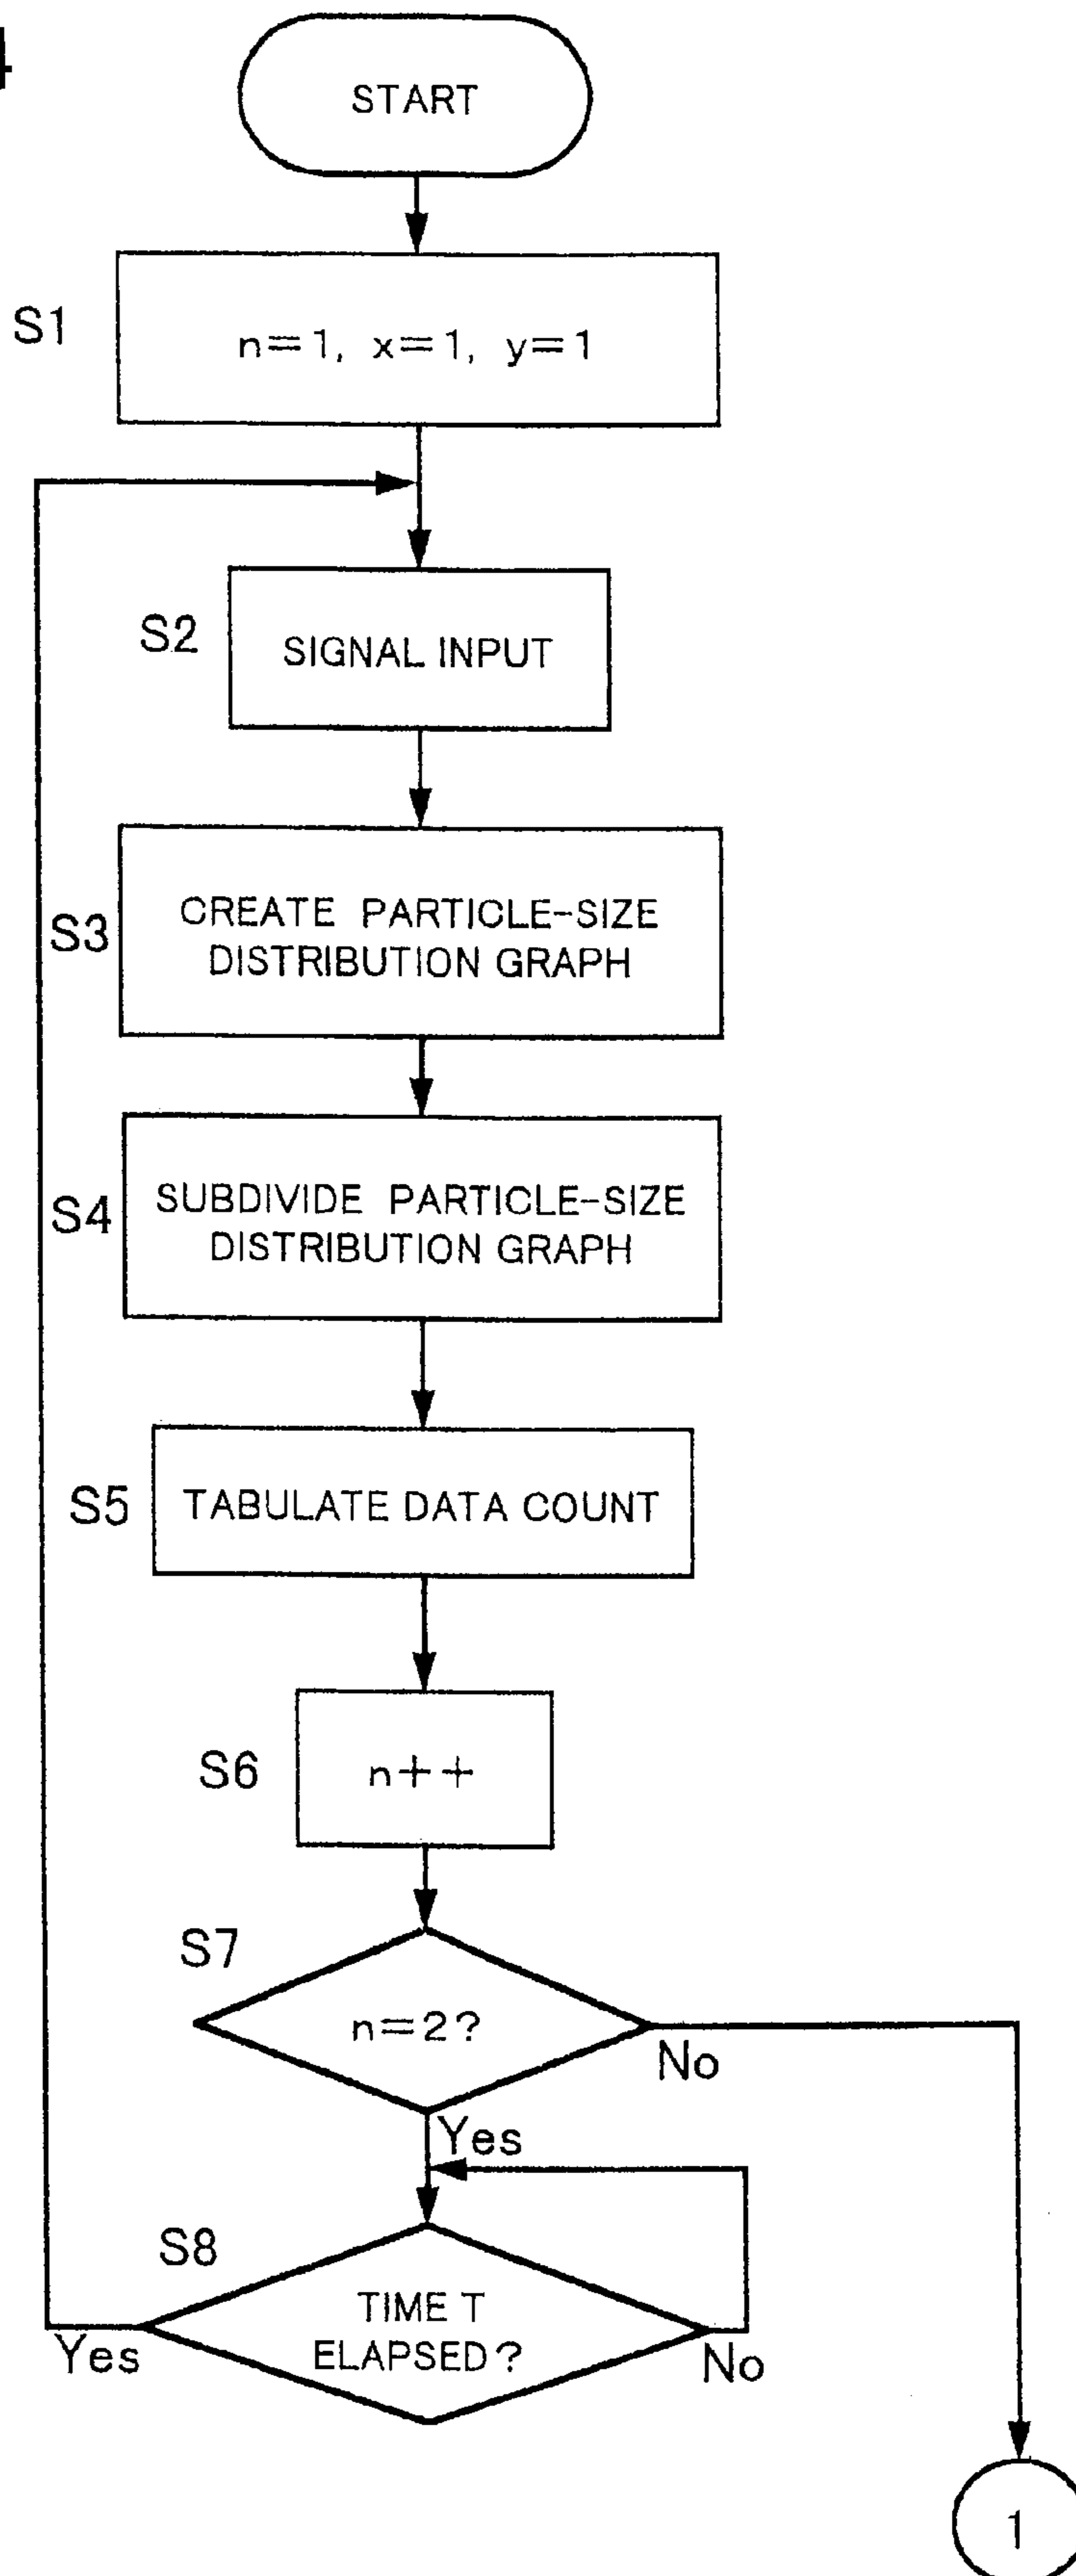 4
START
S1
n=1, x=1, y=1
S2
SIGNAL INPUT
S3
CREATE PARTICLE-SIZE
DISTRIBUTION GRAPH
S4
SUBDIVIDE PARTICLE-SIZE
DISTRIBUTION GRAPH
S5
TABULATE DATA COUNT
S6
n++
S7
n=2?
No
Yes
S8
TIME T
ELAPSED?
Yes
No
1